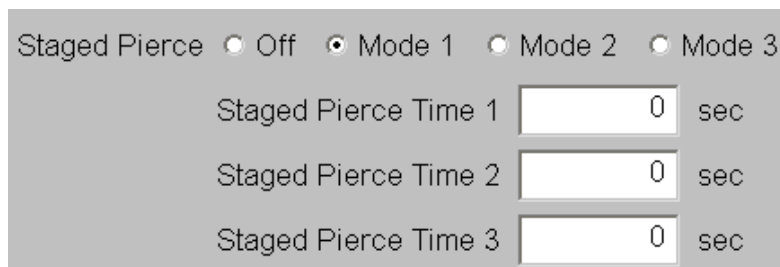 Staged Pierce Off Mode 1 Mode 2 Mode 3
Staged Pierce Time 1 0 sec
Staged Pierce Time 2 0 sec
Staged Pierce Time 3 0 sec